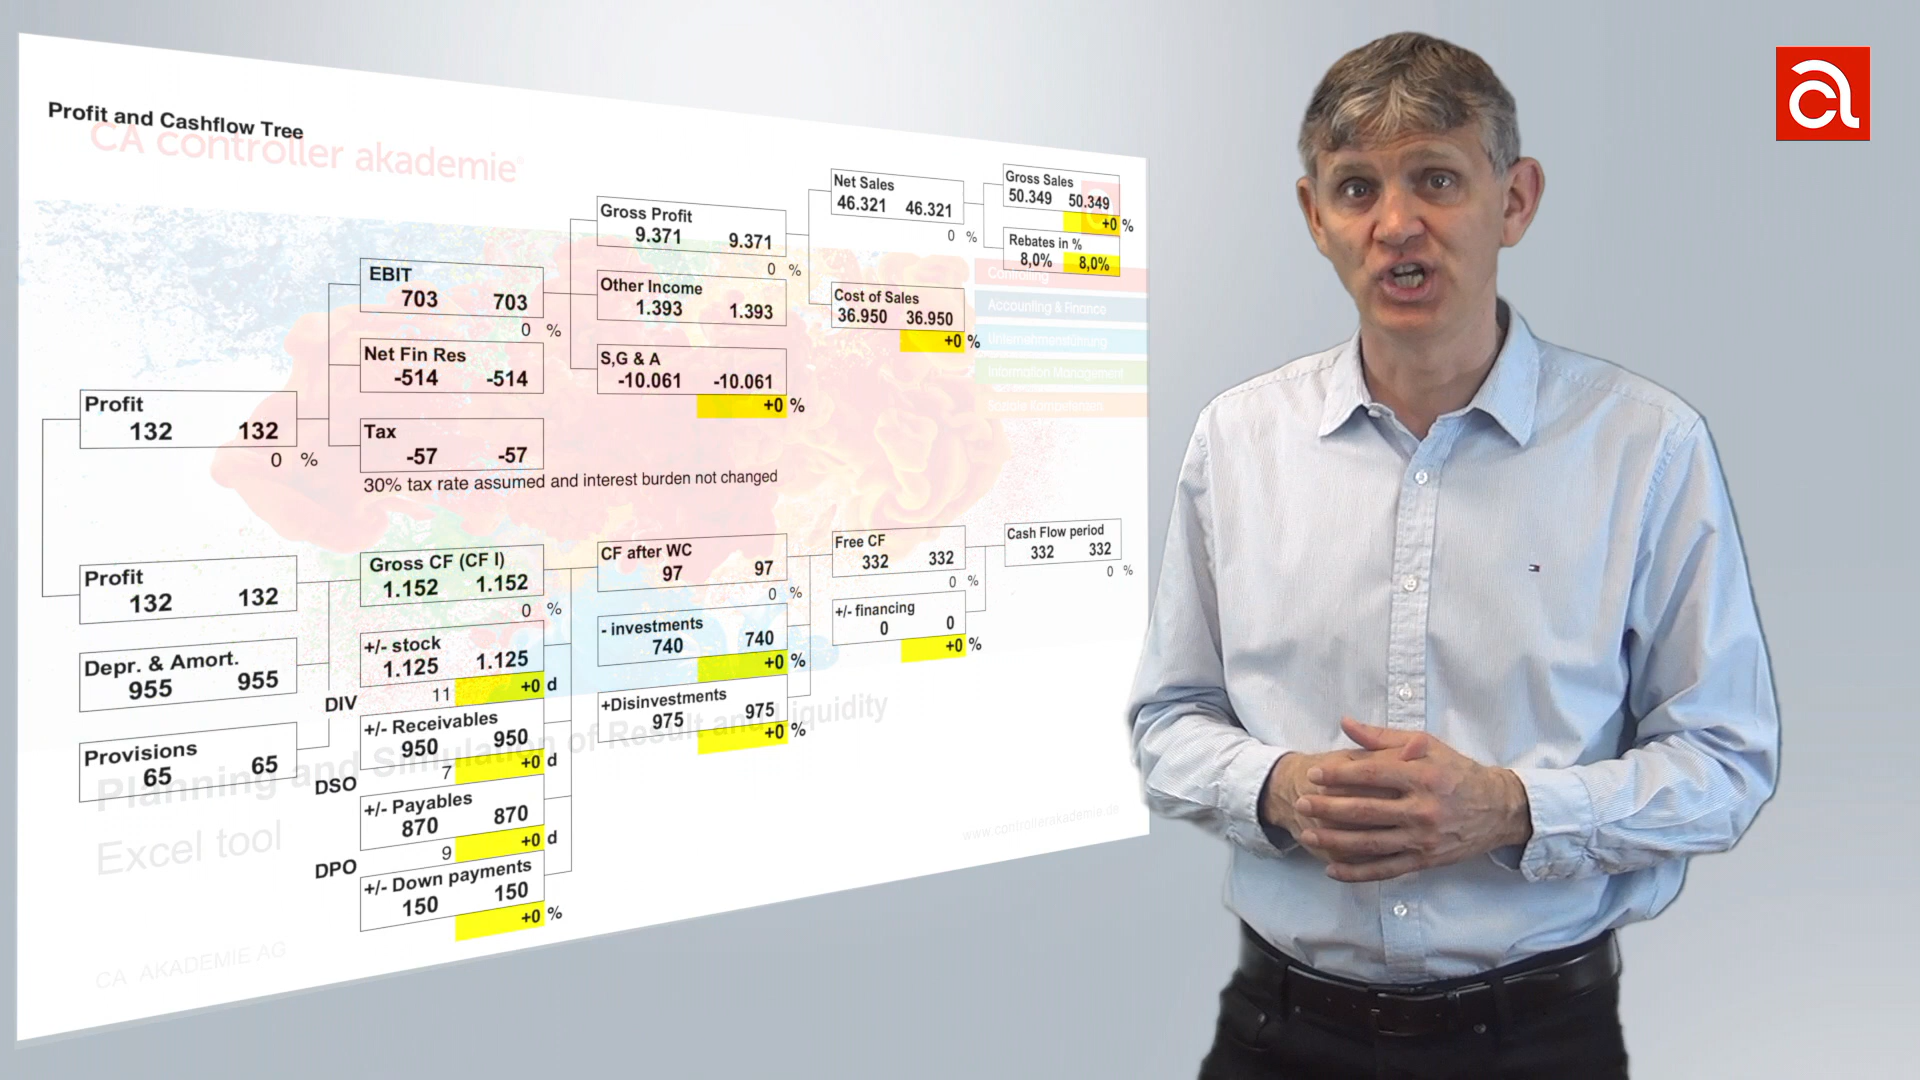 Profit and Cashflow Tree
CA controller akademie
Gross Sales
50.349 50.349
+0 %
Rebates in %
8,0% 8,0%
Net Sales
46.321 46.321
0 %
Cost of Sales
36.950 36.950
+0 %
Gross Profit
9.371 9.371
0 %
Other Income
1.393 1.393
S,G & A
-10.061 -10.061
+0 %
EBIT
703 703
0 %
Net Fin Res
-514 -514
Tax
-57 -57
30% tax rate assumed and interest burden not changed
Profit
132 132
0 %
Controlling
Accounting & Finance
Unternehmensführung
Information Management
Soziale Kompetenzen
Profit
132 132
Depr. & Amort.
955 955
Provisions
65 65
Gross CF (CF I)
1.152 1.152
0 %
+/- stock
1.125 1.125
DIV 11 +0 d
+/- Receivables
950 950
DSO 7 +0 d
+/- Payables
870 870
DPO 9 +0 d
+/- Down payments
150 150
+0 %
CF after WC
97 97
0 %
- investments
740 740
+0 %
+Disinvestments
975 975
+0 %
Free CF
332 332
0 %
+/- financing
0 0
+0 %
Cash Flow period
332 332
0 %
Planning and Simulation of Result and Liquidity
Excel tool
www.controllerakademie.de
CA AKADEMIE AG
ca